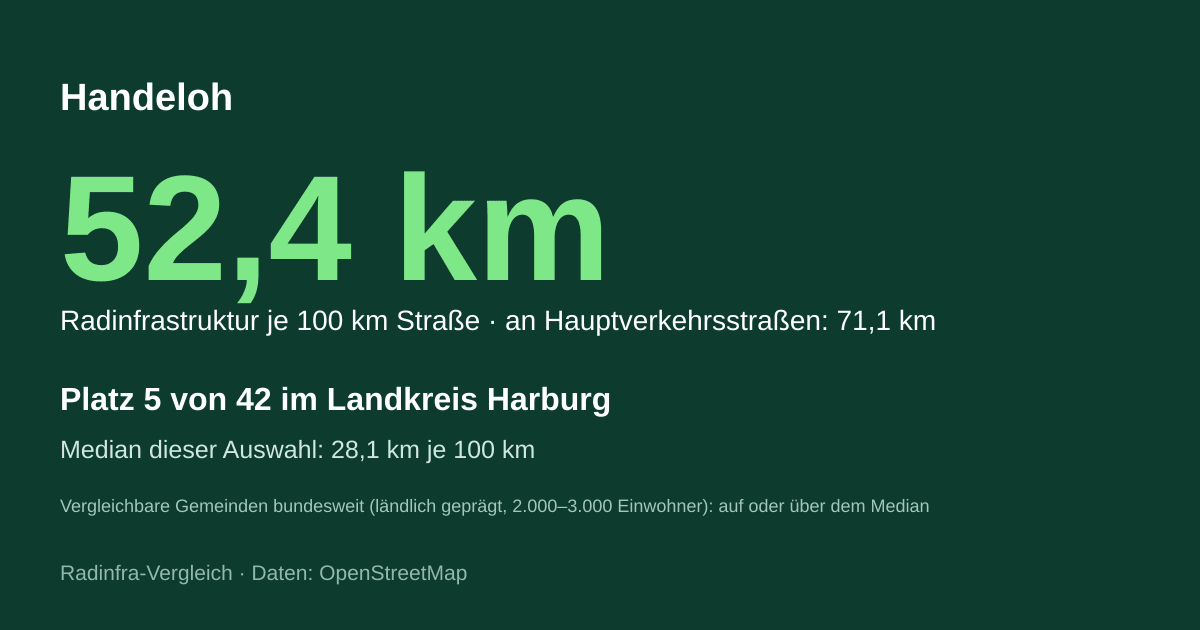 Handeloh
52,4 km
Radinfrastruktur je 100 km Straße · an Hauptverkehrsstraßen: 71,1 km
Platz 5 von 42 im Landkreis Harburg
Median dieser Auswahl: 28,1 km je 100 km
Vergleichbare Gemeinden bundesweit (ländlich geprägt, 2.000–3.000 Einwohner): auf oder über dem Median
Radinfra-Vergleich · Daten: OpenStreetMap